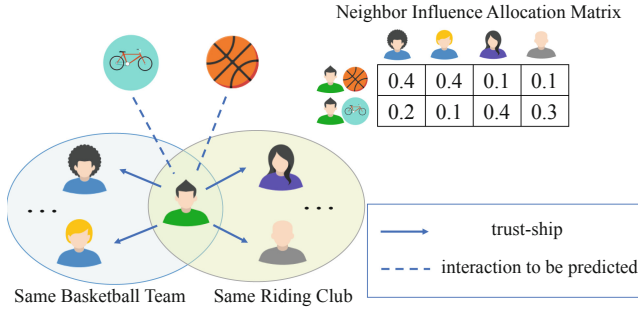 Neighbor Influence Allocation Matrix
0.4 0.4 0.1 0.1
0.2 0.1 0.4 0.3
...
...
trust-ship
interaction to be predicted
Same Basketball Team
Same Riding Club